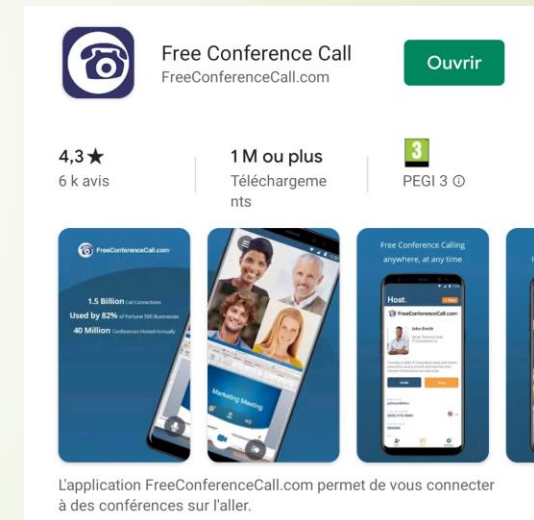 Free Conference Call
FreeConferenceCall.com
Ouvrir
4,3★
6 k avis
1 M ou plus
Téléchargeme
nts
3
PEGI 3
FreeConferenceCall.com
1.5 Billion Call Connections
Used by 82% of Fortune 500 Businesses
40 Million Conferences Hosted Annually
Marketing Meeting
Free Conference Calling
anywhere, at any time
Host.
FreeConferenceCall.com
John Smith
L'application FreeConferenceCall.com permet de vous connecter
à des conférences sur l'aller.